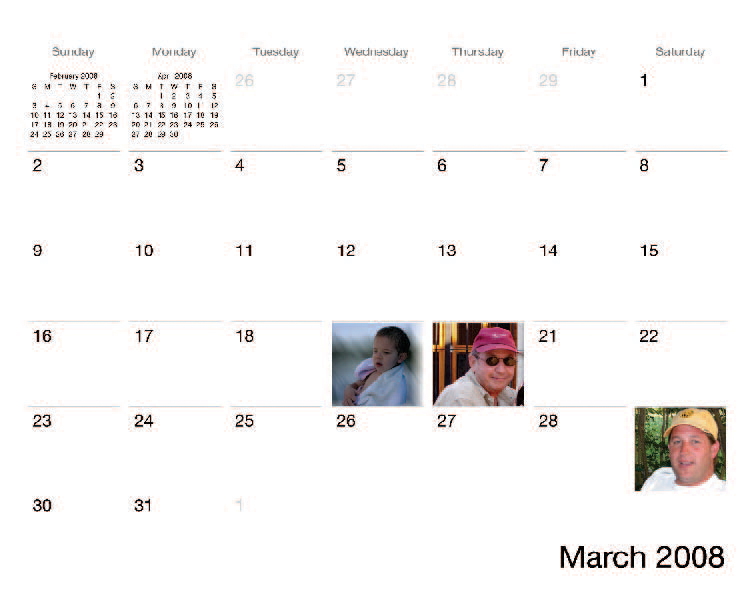 Sunday Monday Tuesday Wednesday Thursday Friday Saturday
February 2008 Apr 2008 26 27 28 29 1
S M T W T F S S M T W T F S
1 2 1 2 3 4 5
3 4 5 6 7 8 9 6 7 8 9 10 11 12
10 11 12 13 14 15 16 13 14 15 16 17 18 19
17 18 19 20 2 22 23 20 21 22 23 24 25 26
24 25 26 27 28 29 27 28 29 30
2 3 4 5 6 7 8
9 10 11 12 13 14 15
16 17 18 21 22
23 24 25 26 27 28
30 31 1
March 2008